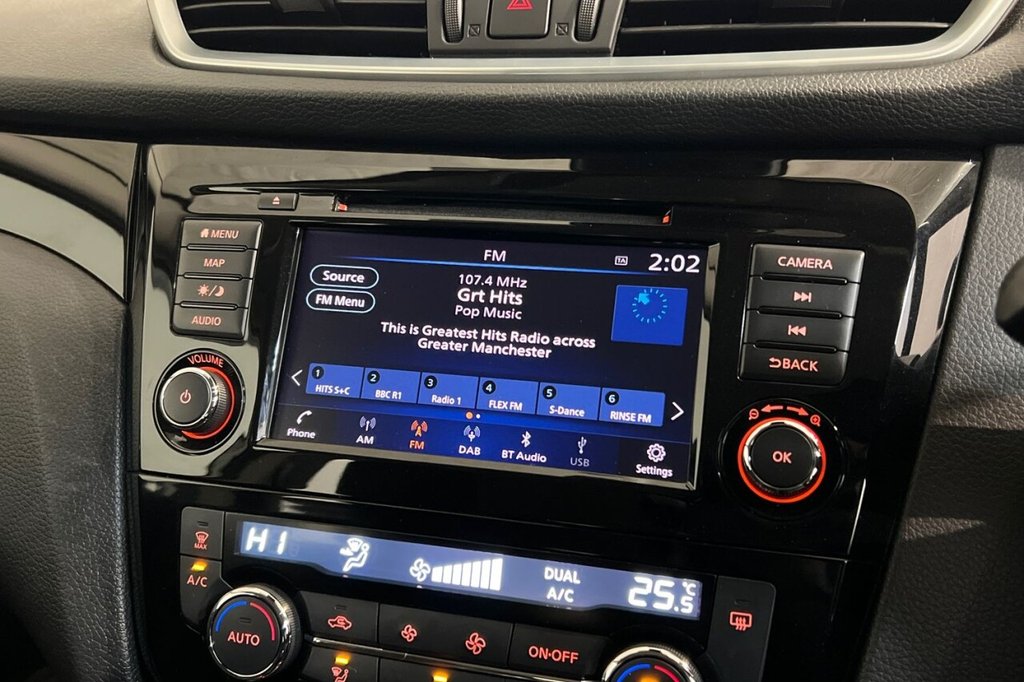 MENU
MAP
AUDIO
VOLUME
FM
TA
2:02
Source
FM Menu
107.4 MHz
Grt Hits
Pop Music
This is Greatest Hits Radio across
Greater Manchester
1 HITS S+C
2 BBC R1
3 Radio 1
4 FLEX FM
5 S-Dance
6 RINSE FM
Phone
AM
FM
DAB
BT Audio
USB
Settings
CAMERA
BACK
OK
MAX
A/C
HI
DUAL
A/C
25.5°C
AUTO
ON·OFF